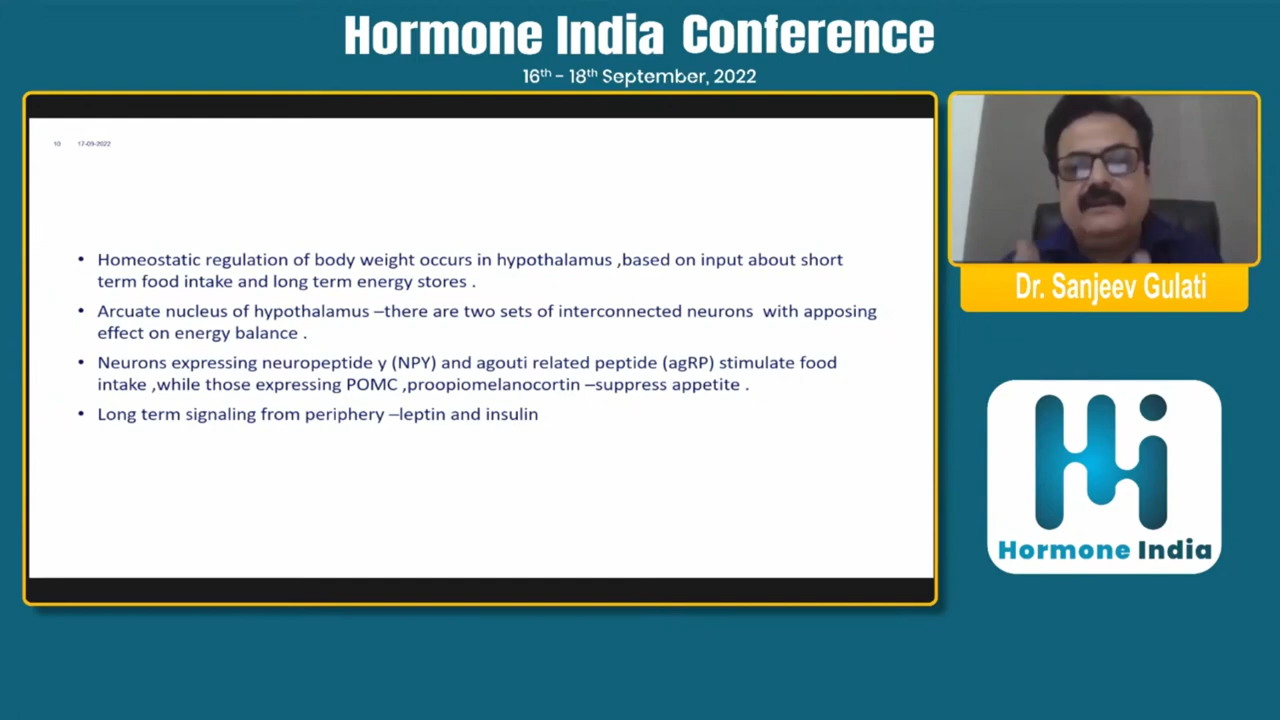 Hormone India Conference
16th - 18th September, 2022
10 17-09-2022
• Homeostatic regulation of body weight occurs in hypothalamus ,based on input about short
term food intake and long term energy stores .
• Arcuate nucleus of hypothalamus –there are two sets of interconnected neurons with apposing
effect on energy balance .
• Neurons expressing neuropeptide y (NPY) and agouti related peptide (agRP) stimulate food
intake ,while those expressing POMC ,proopiomelanocortin –suppress appetite .
• Long term signaling from periphery –leptin and insulin
Dr. Sanjeev Gulati
Hi
Hormone India